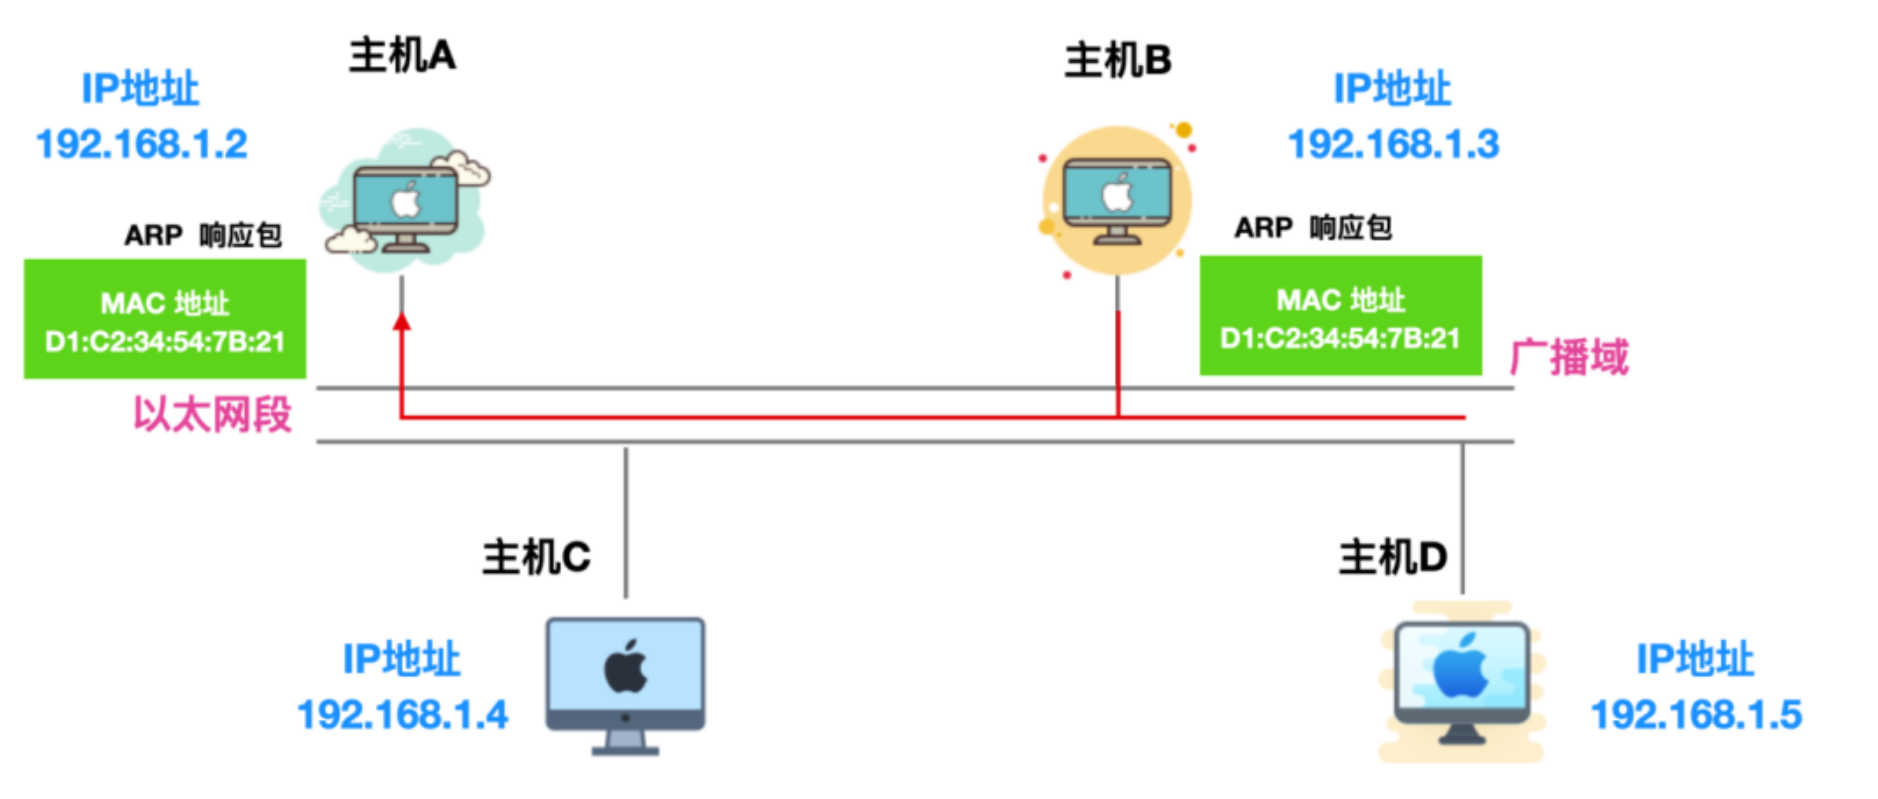 主机A
IP地址
192.168.1.2
ARP 响应包
MAC 地址
D1:C2:34:54:7B:21
以太网段
主机B
IP地址
192.168.1.3
ARP 响应包
MAC 地址
D1:C2:34:54:7B:21
广播域
主机C
IP地址
192.168.1.4
主机D
IP地址
192.168.1.5